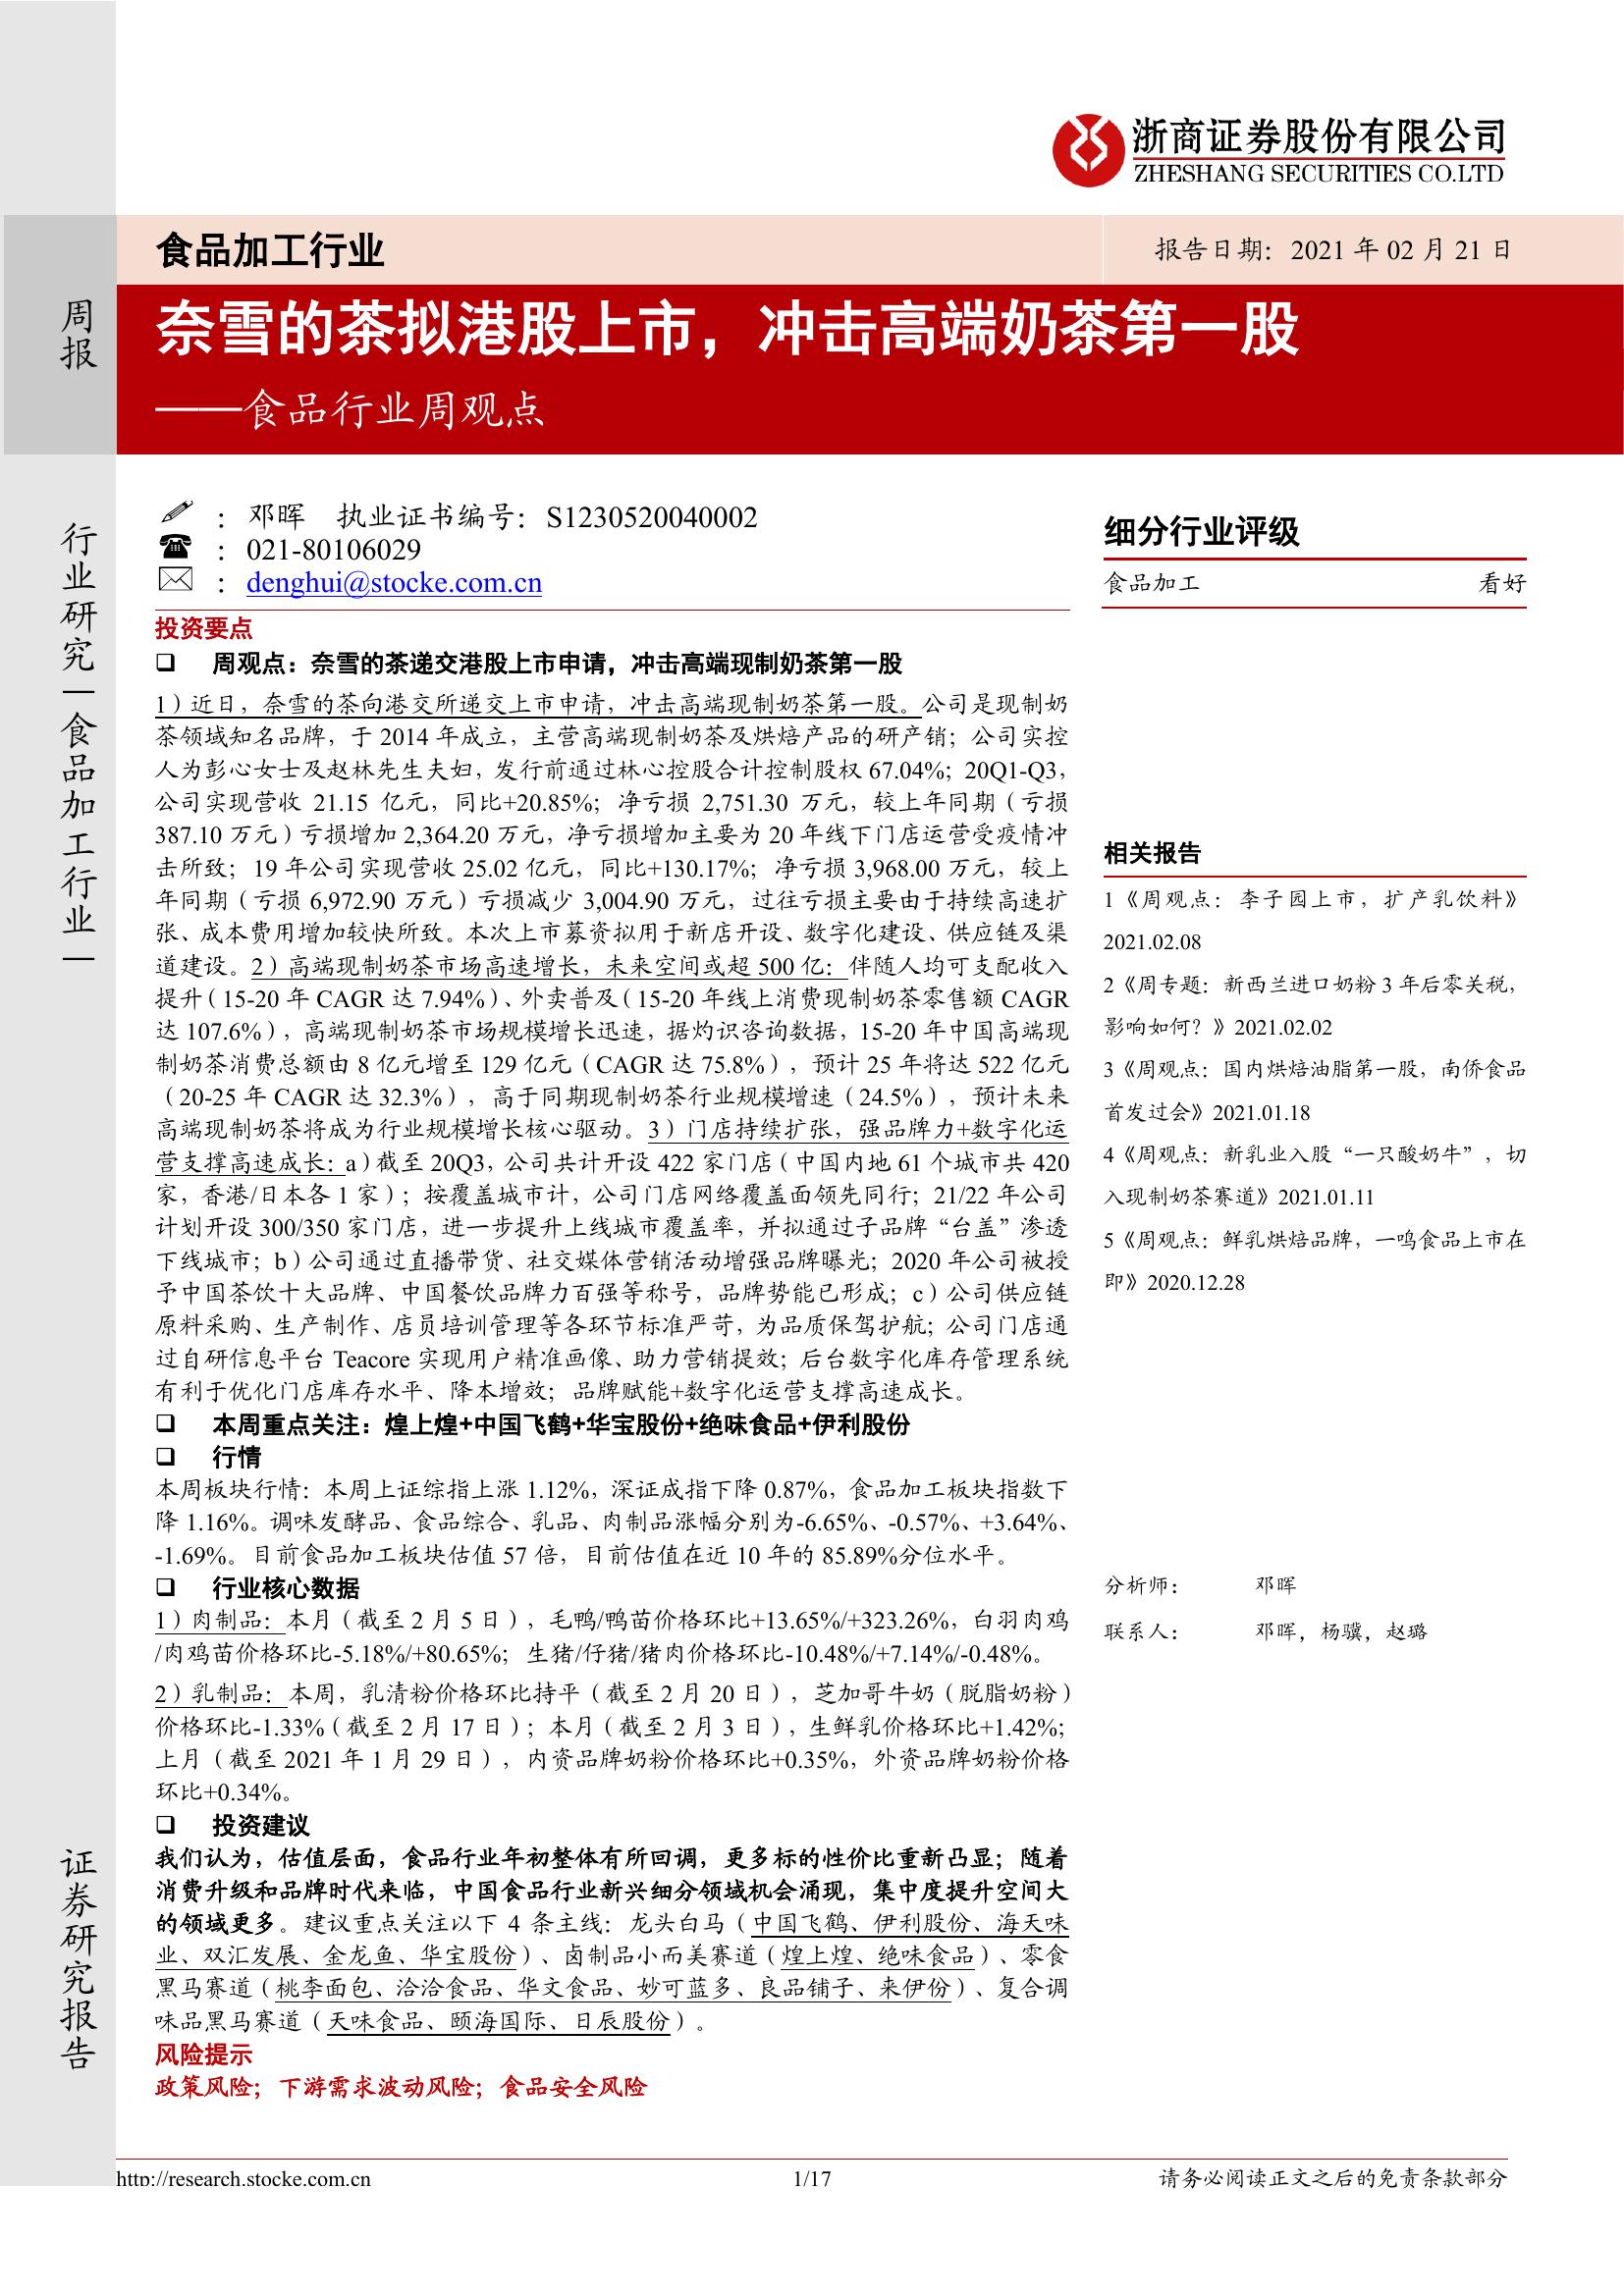 浙商证券股份有限公司
ZHESHANG SECURITIES CO.LTD
食品加工行业
报告日期：2021 年 02 月 21 日
周报
奈雪的茶拟港股上市，冲击高端奶茶第一股
——食品行业周观点
行业研究|食品加工行业|
证券研究报告
：邓晖 执业证书编号：S1230520040002
：021-80106029
：denghui@stocke.com.cn
投资要点
❑ 周观点：奈雪的茶递交港股上市申请，冲击高端现制奶茶第一股
1）近日，奈雪的茶向港交所递交上市申请，冲击高端现制奶茶第一股。公司是现制奶
茶领域知名品牌，于 2014 年成立，主营高端现制奶茶及烘焙产品的研产销；公司实控
人为彭心女士及赵林先生夫妇，发行前通过林心控股合计控制股权 67.04%；20Q1-Q3，
公司实现营收 21.15 亿元，同比+20.85%；净亏损 2,751.30 万元，较上年同期（亏损
387.10 万元）亏损增加 2,364.20 万元，净亏损增加主要为 20 年线下门店运营受疫情冲
击所致；19 年公司实现营收 25.02 亿元，同比+130.17%；净亏损 3,968.00 万元，较上
年同期（亏损 6,972.90 万元）亏损减少 3,004.90 万元，过往亏损主要由于持续高速扩
张、成本费用增加较快所致。本次上市募资拟用于新店开设、数字化建设、供应链及渠
道建设。2）高端现制奶茶市场高速增长，未来空间或超 500 亿：伴随人均可支配收入
提升（15-20 年 CAGR 达 7.94%）、外卖普及（15-20 年线上消费现制奶茶零售额 CAGR
达 107.6%），高端现制奶茶市场规模增长迅速，据灼识咨询数据，15-20 年中国高端现
制奶茶消费总额由 8 亿元增至 129 亿元（CAGR 达 75.8%），预计 25 年将达 522 亿元
（20-25 年 CAGR 达 32.3%），高于同期现制奶茶行业规模增速（24.5%），预计未来
高端现制奶茶将成为行业规模增长核心驱动。3）门店持续扩张，强品牌力+数字化运
营支撑高速成长：a）截至 20Q3，公司共计开设 422 家门店（中国内地 61 个城市共 420
家，香港/日本各 1 家）；按覆盖城市计，公司门店网络覆盖面领先同行；21/22 年公司
计划开设 300/350 家门店，进一步提升上线城市覆盖率，并拟通过子品牌“台盖”渗透
下线城市；b）公司通过直播带货、社交媒体营销活动增强品牌曝光；2020 年公司被授
予中国茶饮十大品牌、中国餐饮品牌力百强等称号，品牌势能已形成；c）公司供应链
原料采购、生产制作、店员培训管理等各环节标准严苛，为品质保驾护航；公司门店通
过自研信息平台 Teacore 实现用户精准画像、助力营销提效；后台数字化库存管理系统
有利于优化门店库存水平、降本增效；品牌赋能+数字化运营支撑高速成长。
❑ 本周重点关注：煌上煌+中国飞鹤+华宝股份+绝味食品+伊利股份
❑ 行情
本周板块行情：本周上证综指上涨 1.12%，深证成指下降 0.87%，食品加工板块指数下
降 1.16%。调味发酵品、食品综合、乳品、肉制品涨幅分别为-6.65%、-0.57%、+3.64%、
-1.69%。目前食品加工板块估值 57 倍，目前估值在近 10 年的 85.89%分位水平。
❑ 行业核心数据
1）肉制品：本月（截至 2 月 5 日），毛鸭/鸭苗价格环比+13.65%/+323.26%，白羽肉鸡
/肉鸡苗价格环比-5.18%/+80.65%；生猪/仔猪/猪肉价格环比-10.48%/+7.14%/-0.48%。
2）乳制品：本周，乳清粉价格环比持平（截至 2 月 20 日），芝加哥牛奶（脱脂奶粉）
价格环比-1.33%（截至 2 月 17 日）；本月（截至 2 月 3 日），生鲜乳价格环比+1.42%；
上月（截至 2021 年 1 月 29 日），内资品牌奶粉价格环比+0.35%，外资品牌奶粉价格
环比+0.34%。
❑ 投资建议
我们认为，估值层面，食品行业年初整体有所回调，更多标的性价比重新凸显；随着
消费升级和品牌时代来临，中国食品行业新兴细分领域机会涌现，集中度提升空间大
的领域更多。建议重点关注以下 4 条主线：龙头白马（中国飞鹤、伊利股份、海天味
业、双汇发展、金龙鱼、华宝股份）、卤制品小而美赛道（煌上煌、绝味食品）、零食
黑马赛道（桃李面包、洽洽食品、华文食品、妙可蓝多、良品铺子、来伊份）、复合调
味品黑马赛道（天味食品、颐海国际、日辰股份）。
风险提示
政策风险；下游需求波动风险；食品安全风险
细分行业评级
食品加工 看好
相关报告
1《周观点：李子园上市，扩产乳饮料》
2021.02.08
2《周专题：新西兰进口奶粉 3 年后零关税，
影响如何？》2021.02.02
3《周观点：国内烘焙油脂第一股，南侨食品
首发过会》2021.01.18
4《周观点：新乳业入股“一只酸奶牛”，切
入现制奶茶赛道》2021.01.11
5《周观点：鲜乳烘焙品牌，一鸣食品上市在
即》2020.12.28
分析师： 邓晖
联系人： 邓晖，杨骥，赵璐
http://research.stocke.com.cn
1/17
请务必阅读正文之后的免责条款部分